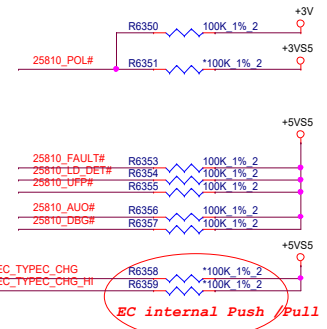 +3V
R6350 100K_1%_2
+3VS5
25810_POL# R6351 *100K_1%_2
+5VS5
25810_FAULT# R6353 100K_1%_2
25810_LD_DET# R6354 100K_1%_2
25810_UFP# R6355 100K_1%_2
25810_AUO# R6356 100K_1%_2
25810_DBG# R6357 100K_1%_2
+5VS5
EC_TYPEC_CHG R6358 *100K_1%_2
EC_TYPEC_CHG_HI R6359 *100K_1%_2
EC internal Push /Pull